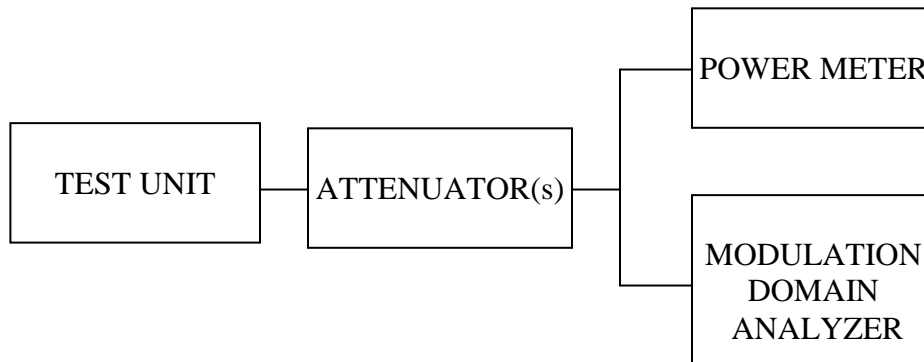 POWER METER
TEST UNIT
ATTENUATOR(s)
MODULATION
DOMAIN
ANALYZER